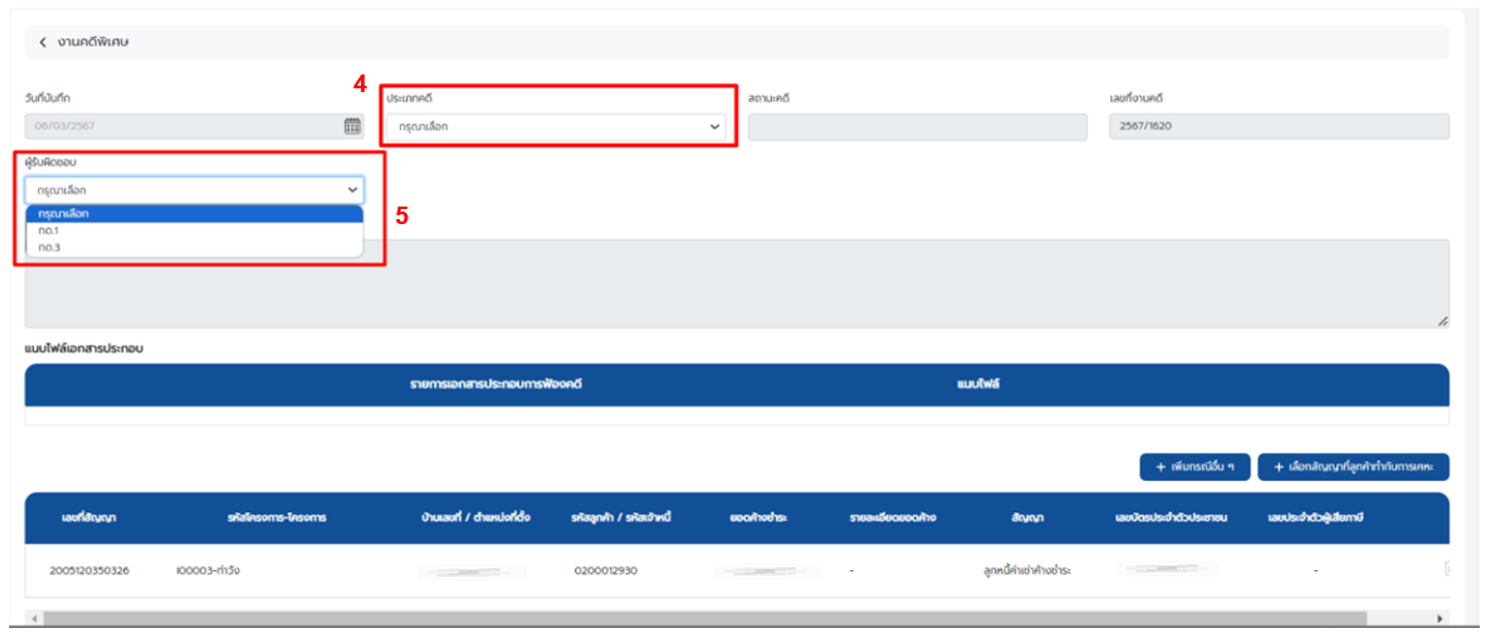 งานคดีพิเศษ
4
วันที่บันทึก
ประเภทคดี
สถานะคดี
เลขที่งานคดี
06/03/2567
กรุณาเลือก
2567/1620
ผู้รับผิดชอบ
กรุณาเลือก
5
กรุณาเลือก
กด.1
กด.3
แนบไฟล์เอกสารประกอบ
รายการเอกสารประกอบการฟ้องคดี
แนบไฟล์
+ เพิ่มกรณีอื่น ๆ
+ เลือกสัญญาที่ลูกค้าทำกับการเคหะ
เลขที่สัญญา
รหัสโครงการ-โครงการ
บ้านเลขที่ / ตำแหน่งที่ตั้ง
รหัสลูกค้า / รหัสเจ้าหนี้
ยอดค้างชำระ
รายละเอียดยอดค้าง
สัญญา
เลขบัตรประจำตัวประชาชน
เลขประจำตัวผู้เสียภาษี
2005120350326
I00003-ท่าวัง
0200012930
-
ลูกหนี้ค่าเช่าค้างชำระ
-